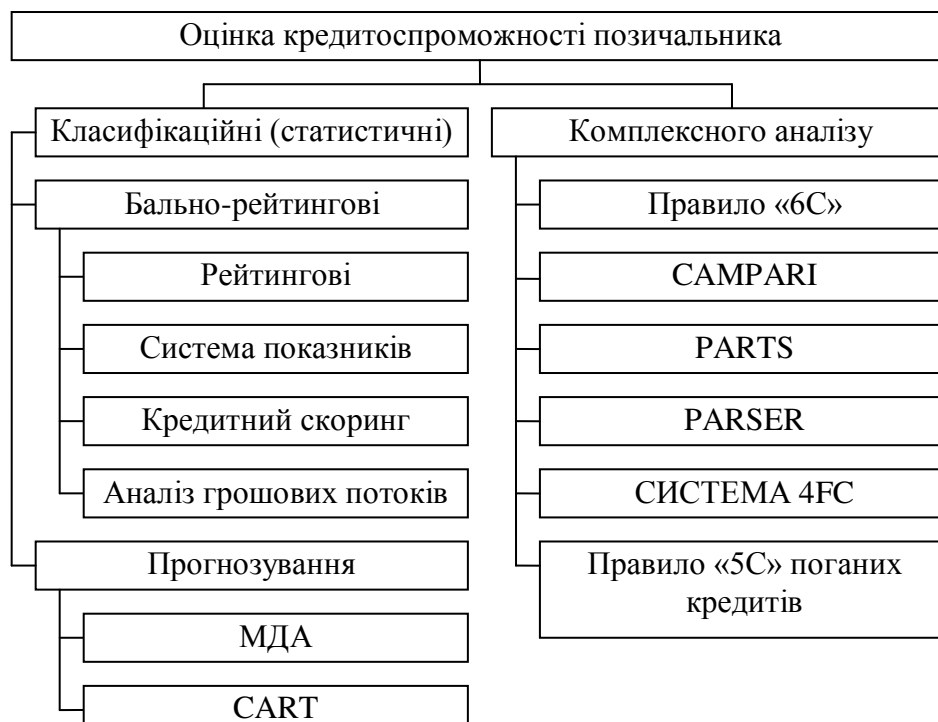 Оцінка кредитоспроможності позичальника
Класифікаційні (статистичні)
Бально-рейтингові
Рейтингові
Система показників
Кредитний скоринг
Аналіз грошових потоків
Прогнозування
МДА
CART
Комплексного аналізу
Правило «6С»
CAMPARI
PARTS
PARSER
СИСТЕМА 4FC
Правило «5С» поганих
кредитів